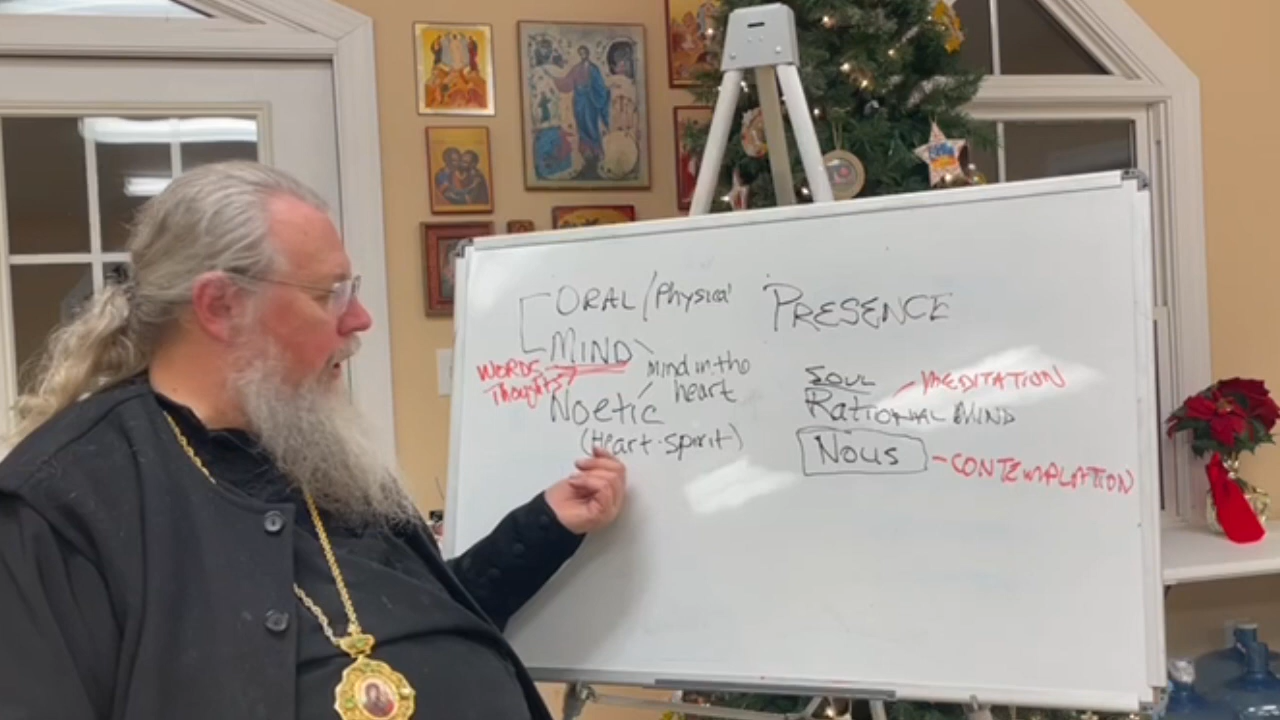 ORAL / Physical
MIND
WORDS
Thoughts
mind in the
heart
Noetic
(Heart-spirit)
PRESENCE
SOUL
MEDITATION
Rational MIND
Nous
CONTEMPLATION